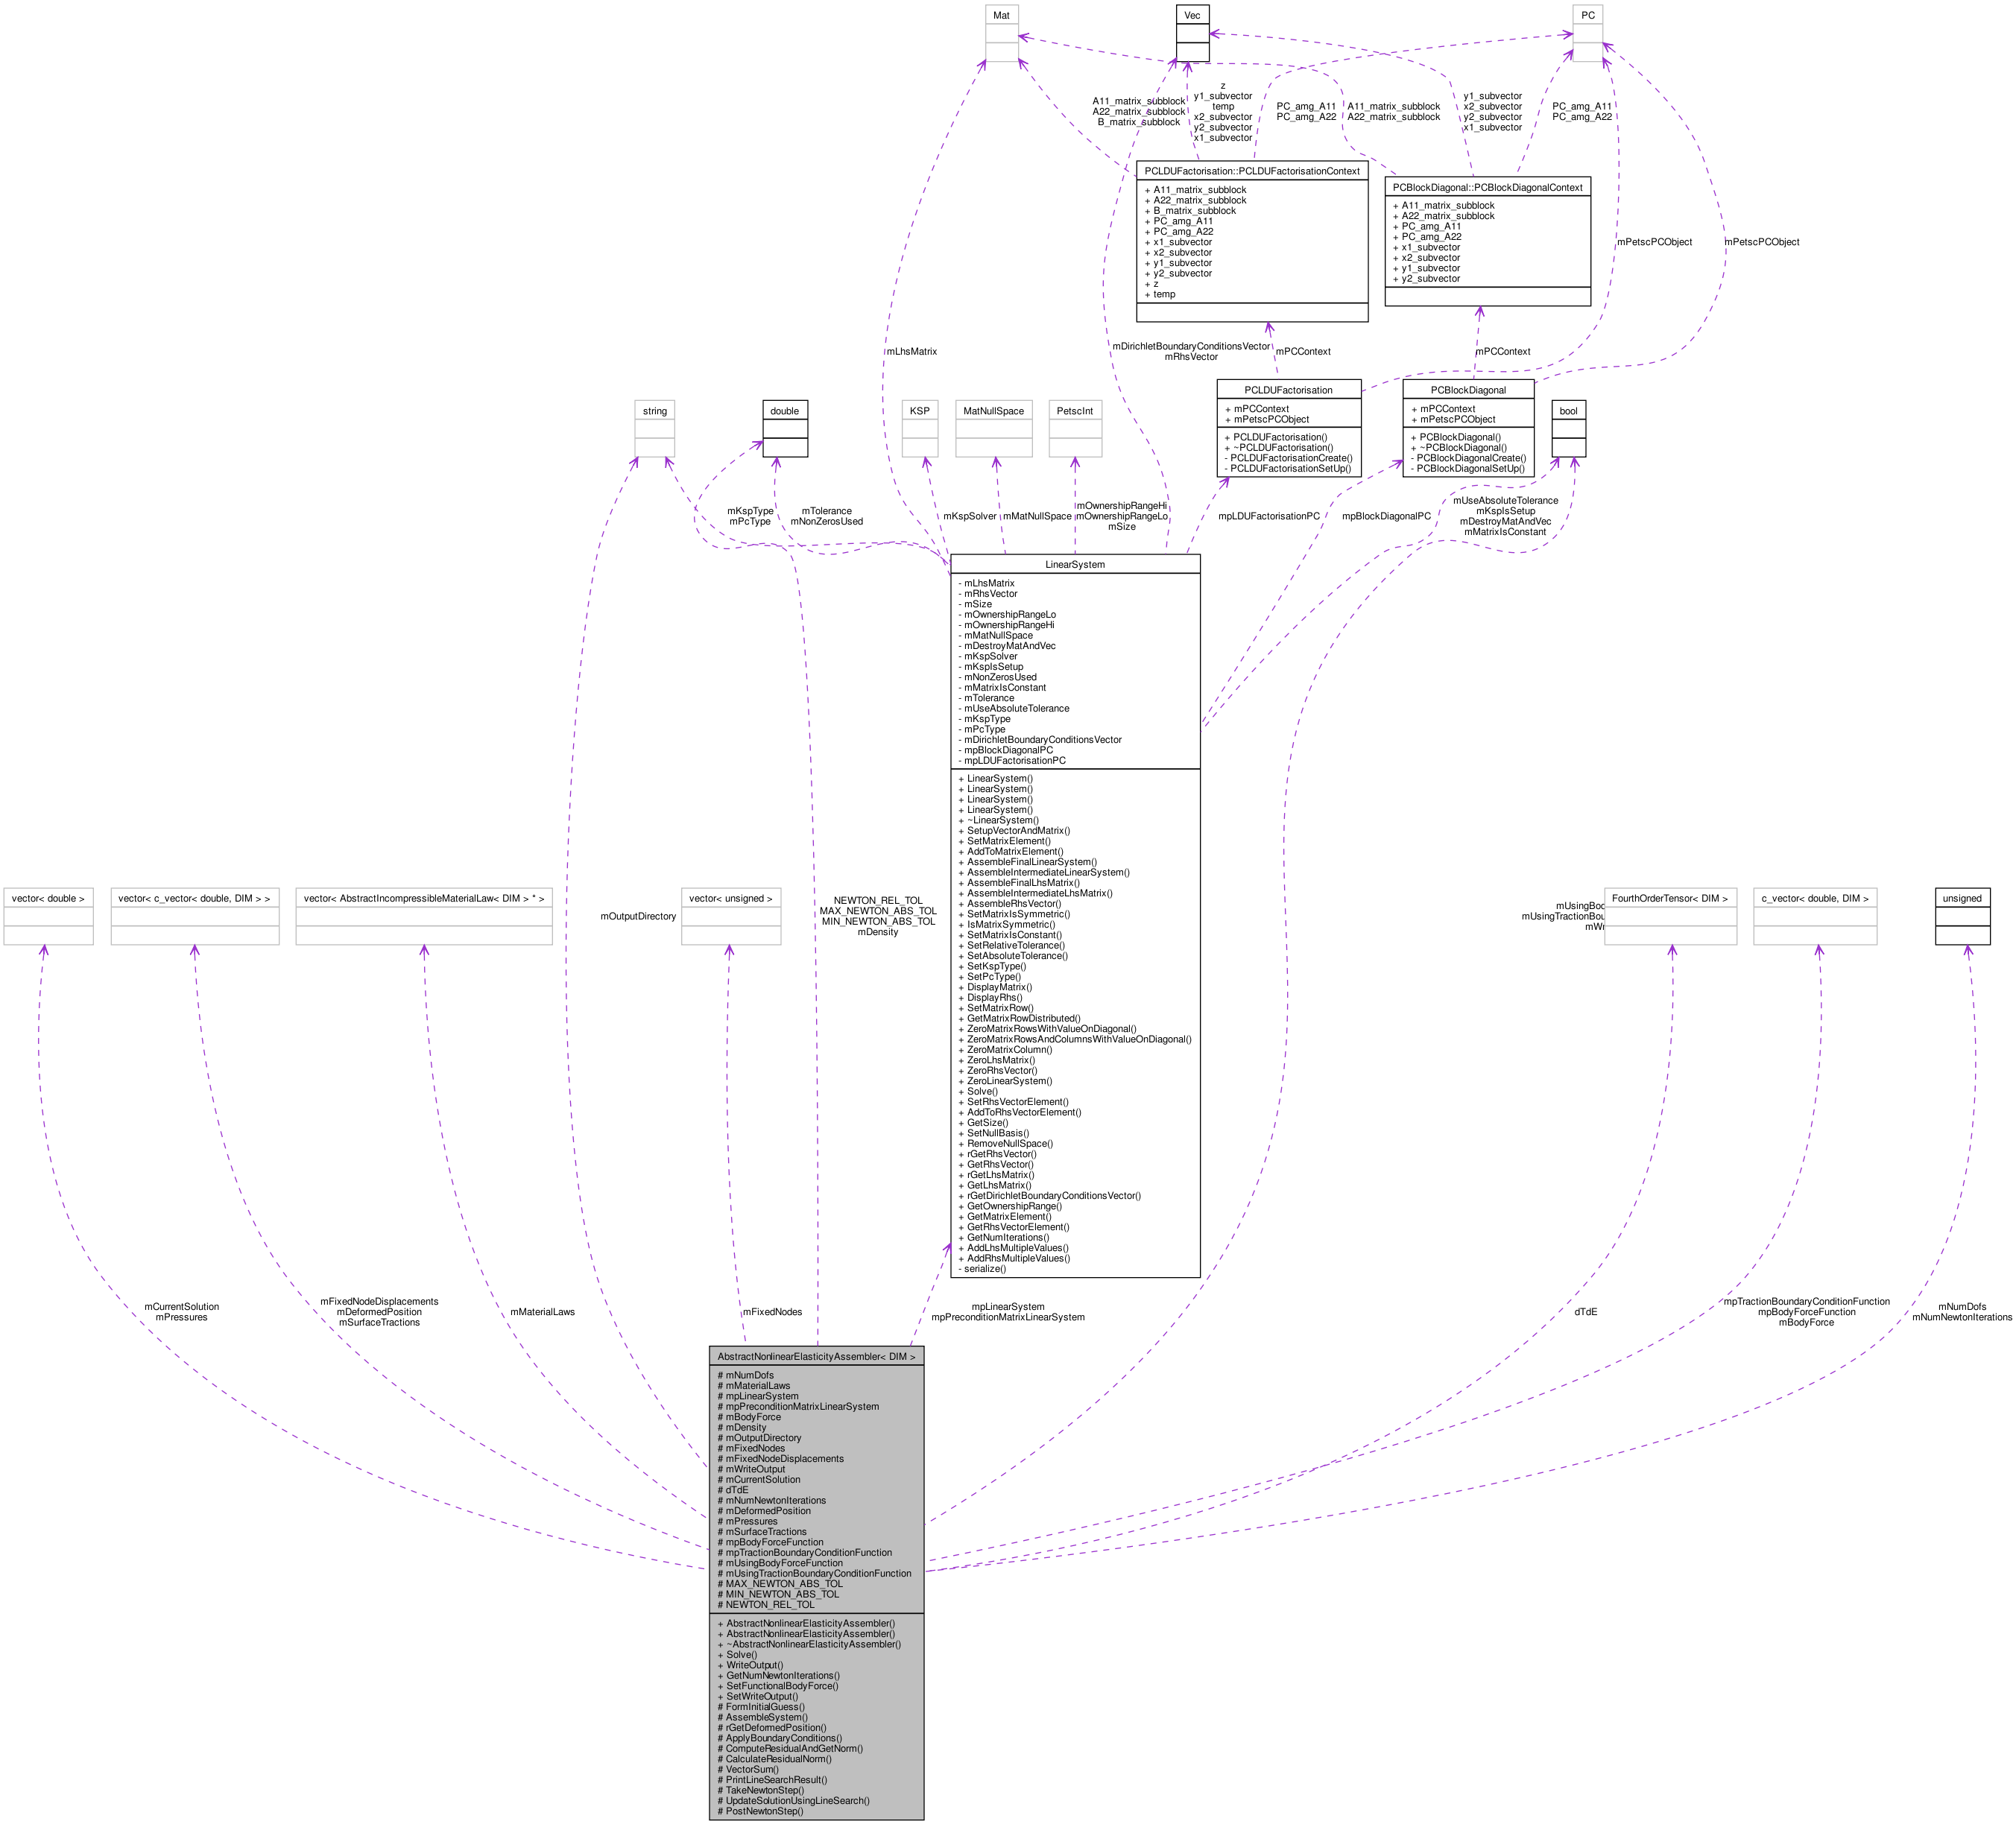 Mat
Vec
PC
A11_matrix_subblock
A22_matrix_subblock
B_matrix_subblock
z
y1_subvector
temp
x2_subvector
y2_subvector
x1_subvector
PC_amg_A11
PC_amg_A22
A11_matrix_subblock
A22_matrix_subblock
y1_subvector
x2_subvector
y2_subvector
x1_subvector
PC_amg_A11
PC_amg_A22
PCLDUFactorisation::PCLDUFactorisationContext
+ A11_matrix_subblock
+ A22_matrix_subblock
+ B_matrix_subblock
+ PC_amg_A11
+ PC_amg_A22
+ x1_subvector
+ x2_subvector
+ y1_subvector
+ y2_subvector
+ z
+ temp
PCBlockDiagonal::PCBlockDiagonalContext
+ A11_matrix_subblock
+ A22_matrix_subblock
+ PC_amg_A11
+ PC_amg_A22
+ x1_subvector
+ x2_subvector
+ y1_subvector
+ y2_subvector
mPetscPCObject
mPetscPCObject
mLhsMatrix
mDirichletBoundaryConditionsVector
mRhsVector
mPCContext
mPCContext
string
double
KSP
MatNullSpace
PetscInt
PCLDUFactorisation
+ mPCContext
+ mPetscPCObject
+ PCLDUFactorisation()
+ ~PCLDUFactorisation()
- PCLDUFactorisationCreate()
- PCLDUFactorisationSetUp()
PCBlockDiagonal
+ mPCContext
+ mPetscPCObject
+ PCBlockDiagonal()
+ ~PCBlockDiagonal()
- PCBlockDiagonalCreate()
- PCBlockDiagonalSetUp()
bool
mKspType
mPcType
mTolerance
mNonZerosUsed
mKspSolver
mMatNullSpace
mOwnershipRangeHi
mOwnershipRangeLo
mSize
mpLDUFactorisationPC
mpBlockDiagonalPC
mUseAbsoluteTolerance
mKspIsSetup
mDestroyMatAndVec
mMatrixIsConstant
LinearSystem
- mLhsMatrix
- mRhsVector
- mSize
- mOwnershipRangeLo
- mOwnershipRangeHi
- mMatNullSpace
- mDestroyMatAndVec
- mKspSolver
- mKspIsSetup
- mNonZerosUsed
- mMatrixIsConstant
- mTolerance
- mUseAbsoluteTolerance
- mKspType
- mPcType
- mDirichletBoundaryConditionsVector
- mpBlockDiagonalPC
- mpLDUFactorisationPC
+ LinearSystem()
+ LinearSystem()
+ LinearSystem()
+ LinearSystem()
+ ~LinearSystem()
+ SetupVectorAndMatrix()
+ SetMatrixElement()
+ AddToMatrixElement()
+ AssembleFinalLinearSystem()
+ AssembleIntermediateLinearSystem()
+ AssembleFinalLhsMatrix()
+ AssembleIntermediateLhsMatrix()
+ AssembleRhsVector()
+ SetMatrixIsSymmetric()
+ IsMatrixSymmetric()
+ SetMatrixIsConstant()
+ SetRelativeTolerance()
+ SetAbsoluteTolerance()
+ SetKspType()
+ SetPcType()
+ DisplayMatrix()
+ DisplayRhs()
+ SetMatrixRow()
+ GetMatrixRowDistributed()
+ ZeroMatrixRowsWithValueOnDiagonal()
+ ZeroMatrixRowsAndColumnsWithValueOnDiagonal()
+ ZeroMatrixColumn()
+ ZeroLhsMatrix()
+ ZeroRhsVector()
+ ZeroLinearSystem()
+ Solve()
+ SetRhsVectorElement()
+ AddToRhsVectorElement()
+ GetSize()
+ SetNullBasis()
+ RemoveNullSpace()
+ rGetRhsVector()
+ GetRhsVector()
+ rGetLhsMatrix()
+ GetLhsMatrix()
+ rGetDirichletBoundaryConditionsVector()
+ GetOwnershipRange()
+ GetMatrixElement()
+ GetRhsVectorElement()
+ GetNumIterations()
+ AddLhsMultipleValues()
+ AddRhsMultipleValues()
- serialize()
vector< double >
vector< c_vector< double, DIM > >
vector< AbstractIncompressibleMaterialLaw< DIM > * >
mOutputDirectory
vector< unsigned >
NEWTON_REL_TOL
MAX_NEWTON_ABS_TOL
MIN_NEWTON_ABS_TOL
mDensity
mUsingBod
mUsingTractionBou
mWri
FourthOrderTensor< DIM >
c_vector< double, DIM >
unsigned
mCurrentSolution
mPressures
mFixedNodeDisplacements
mDeformedPosition
mSurfaceTractions
mMaterialLaws
mFixedNodes
mpLinearSystem
mpPreconditionMatrixLinearSystem
dTdE
mpTractionBoundaryConditionFunction
mpBodyForceFunction
mBodyForce
mNumDofs
mNumNewtonIterations
AbstractNonlinearElasticityAssembler< DIM >
# mNumDofs
# mMaterialLaws
# mpLinearSystem
# mpPreconditionMatrixLinearSystem
# mBodyForce
# mDensity
# mOutputDirectory
# mFixedNodes
# mFixedNodeDisplacements
# mWriteOutput
# mCurrentSolution
# dTdE
# mNumNewtonIterations
# mDeformedPosition
# mPressures
# mSurfaceTractions
# mpBodyForceFunction
# mpTractionBoundaryConditionFunction
# mUsingBodyForceFunction
# mUsingTractionBoundaryConditionFunction
# MAX_NEWTON_ABS_TOL
# MIN_NEWTON_ABS_TOL
# NEWTON_REL_TOL
+ AbstractNonlinearElasticityAssembler()
+ AbstractNonlinearElasticityAssembler()
+ ~AbstractNonlinearElasticityAssembler()
+ Solve()
+ WriteOutput()
+ GetNumNewtonIterations()
+ SetFunctionalBodyForce()
+ SetWriteOutput()
# FormInitialGuess()
# AssembleSystem()
# rGetDeformedPosition()
# ApplyBoundaryConditions()
# ComputeResidualAndGetNorm()
# CalculateResidualNorm()
# VectorSum()
# PrintLineSearchResult()
# TakeNewtonStep()
# UpdateSolutionUsingLineSearch()
# PostNewtonStep()